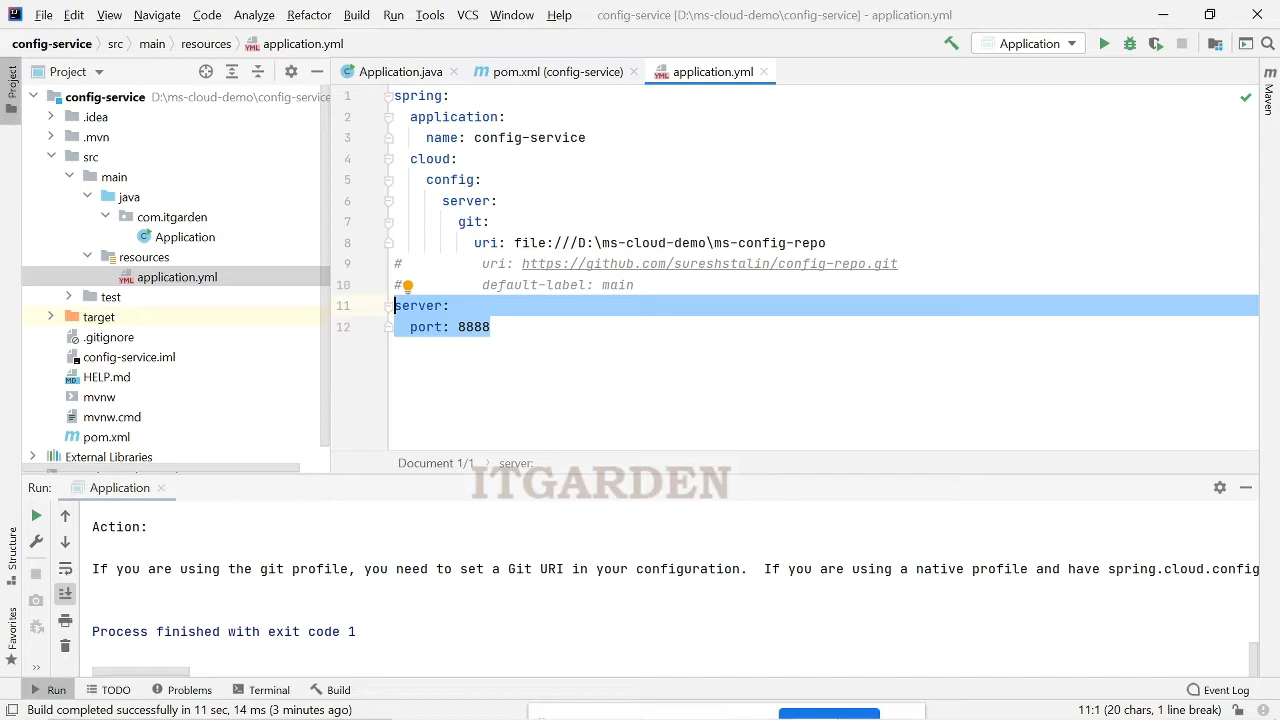 File Edit View Navigate Code Analyze Refactor Build Run Tools VCS Window Help config-service [D:\ms-cloud-demo\config-service] - application.yml
config-service src main resources application.yml Application
Project Application.java pom.xml (config-service) application.yml
config-service D:\ms-cloud-demo\config-service
.idea
.mvn
src
main
java
com.itgarden
Application
resources
application.yml
test
target
.gitignore
config-service.iml
HELP.md
mvnw
mvnw.cmd
pom.xml
External Libraries
1 spring:
2 application:
3 name: config-service
4 cloud:
5 config:
6 server:
7 git:
8 uri: file:///D:\ms-cloud-demo\ms-config-repo
9 # uri: https://github.com/sureshstalin/config-repo.git
10 # default-label: main
11 server:
12 port: 8888
Document 1/1 server:
ITGARDEN
Project
Maven
Structure
Favorites
Run: Application
Action:
If you are using the git profile, you need to set a Git URI in your configuration. If you are using a native profile and have spring.cloud.config
Process finished with exit code 1
Run TODO Problems Terminal Build Event Log
Build completed successfully in 11 sec, 14 ms (3 minutes ago) 11:1 (20 chars, 1 line break)